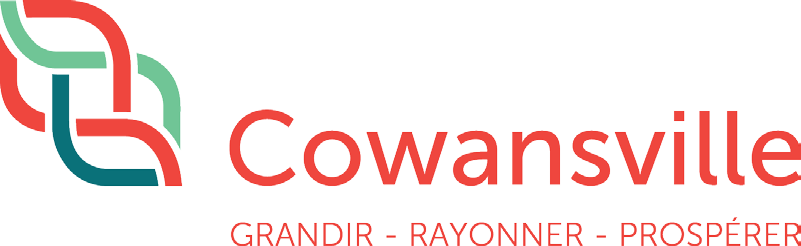 Cowansville
GRANDIR - RAYONNER - PROSPÉRER